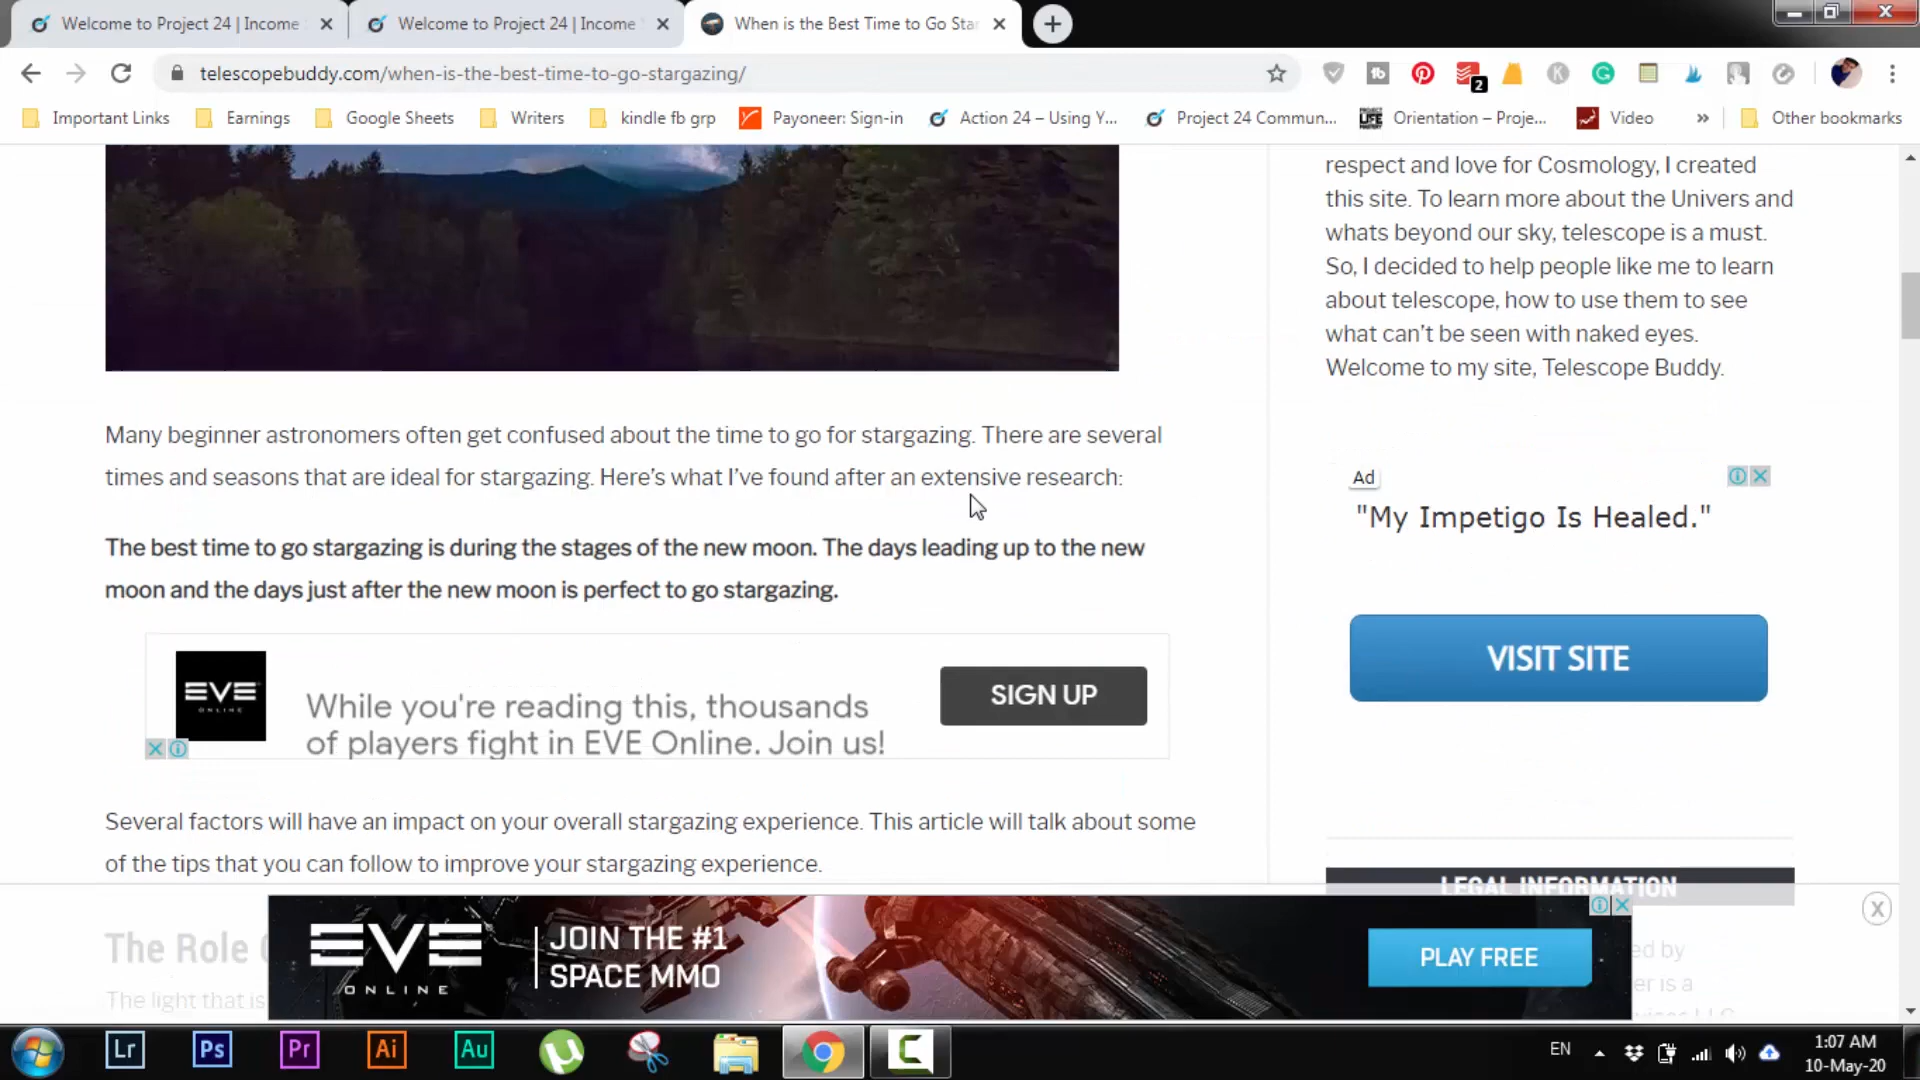 Welcome to Project 24 | Income
Welcome to Project 24 | Income
When is the Best Time to Go Star
telescopebuddy.com/when-is-the-best-time-to-go-stargazing/
2
Important Links
Earnings
Google Sheets
Writers
kindle fb grp
Payoneer: Sign-in
Action 24 – Using Y...
Project 24 Commun...
Orientation – Proje...
Video
Other bookmarks
Many beginner astronomers often get confused about the time to go for stargazing. There are several
times and seasons that are ideal for stargazing. Here's what I've found after an extensive research:
The best time to go stargazing is during the stages of the new moon. The days leading up to the new
moon and the days just after the new moon is perfect to go stargazing.
EVE
ONLINE
While you're reading this, thousands
of players fight in EVE Online. Join us!
SIGN UP
Several factors will have an impact on your overall stargazing experience. This article will talk about some
of the tips that you can follow to improve your stargazing experience.
The Role
The light that is
respect and love for Cosmology, I created
this site. To learn more about the Univers and
whats beyond our sky, telescope is a must.
So, I decided to help people like me to learn
about telescope, how to use them to see
what can't be seen with naked eyes.
Welcome to my site, Telescope Buddy.
Ad
"My Impetigo Is Healed."
VISIT SITE
LEGAL INFORMATION
ed by
er is a
EVE
ONLINE
JOIN THE #1
SPACE MMO
PLAY FREE
X
Lr
Ps
Pr
Ai
Au
EN
1:07 AM
10-May-20